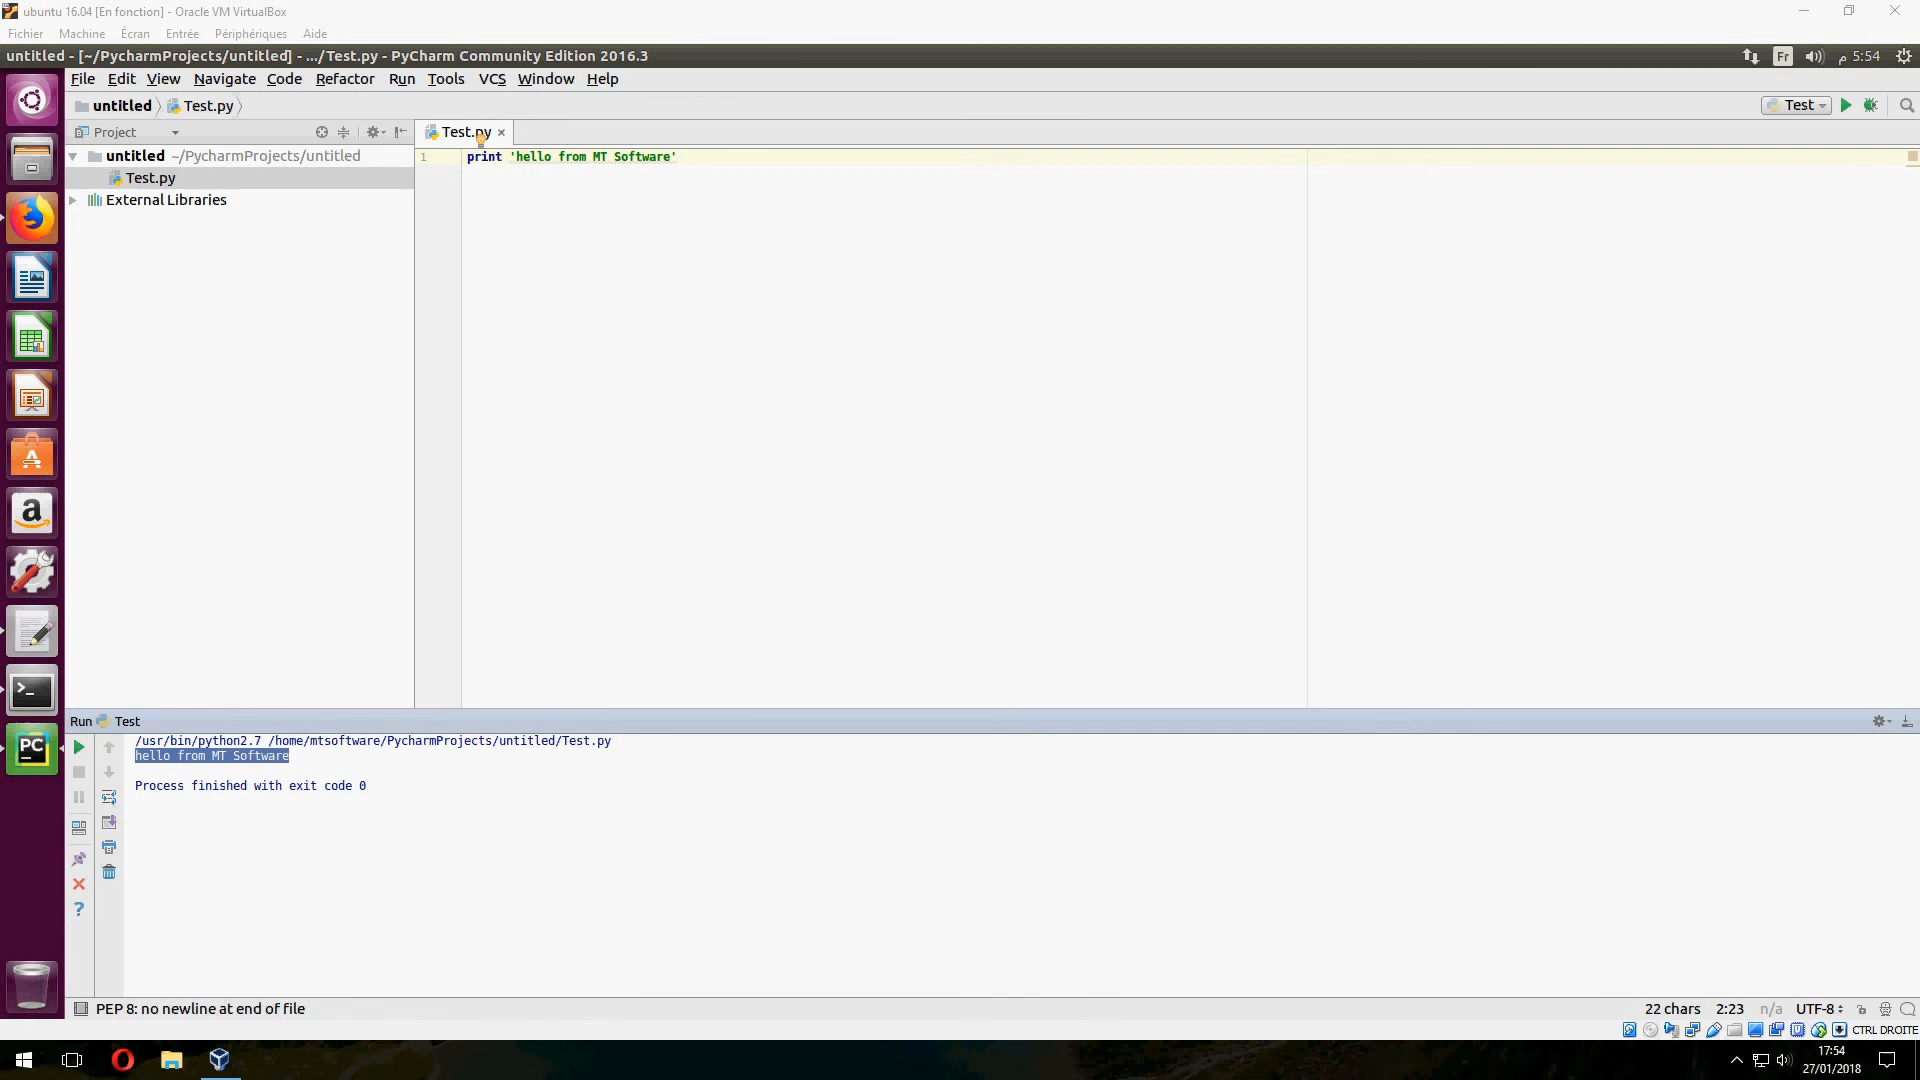 ubuntu 16.04 [En fonction] - Oracle VM VirtualBox
Fichier Machine Écran Entrée Périphériques Aide
untitled - [~/PycharmProjects/untitled] - .../Test.py - PyCharm Community Edition 2016.3
Fr
5:54 م
File Edit View Navigate Code Refactor Run Tools VCS Window Help
untitled Test.py
Test
Project
Test.py
untitled ~/PycharmProjects/untitled
1 print 'hello from MT Software'
Test.py
External Libraries
Run Test
/usr/bin/python2.7 /home/mtsoftware/PycharmProjects/untitled/Test.py
hello from MT Software
Process finished with exit code 0
PEP 8: no newline at end of file
22 chars 2:23 n/a UTF-8
CTRL DROITE
17:54
27/01/2018